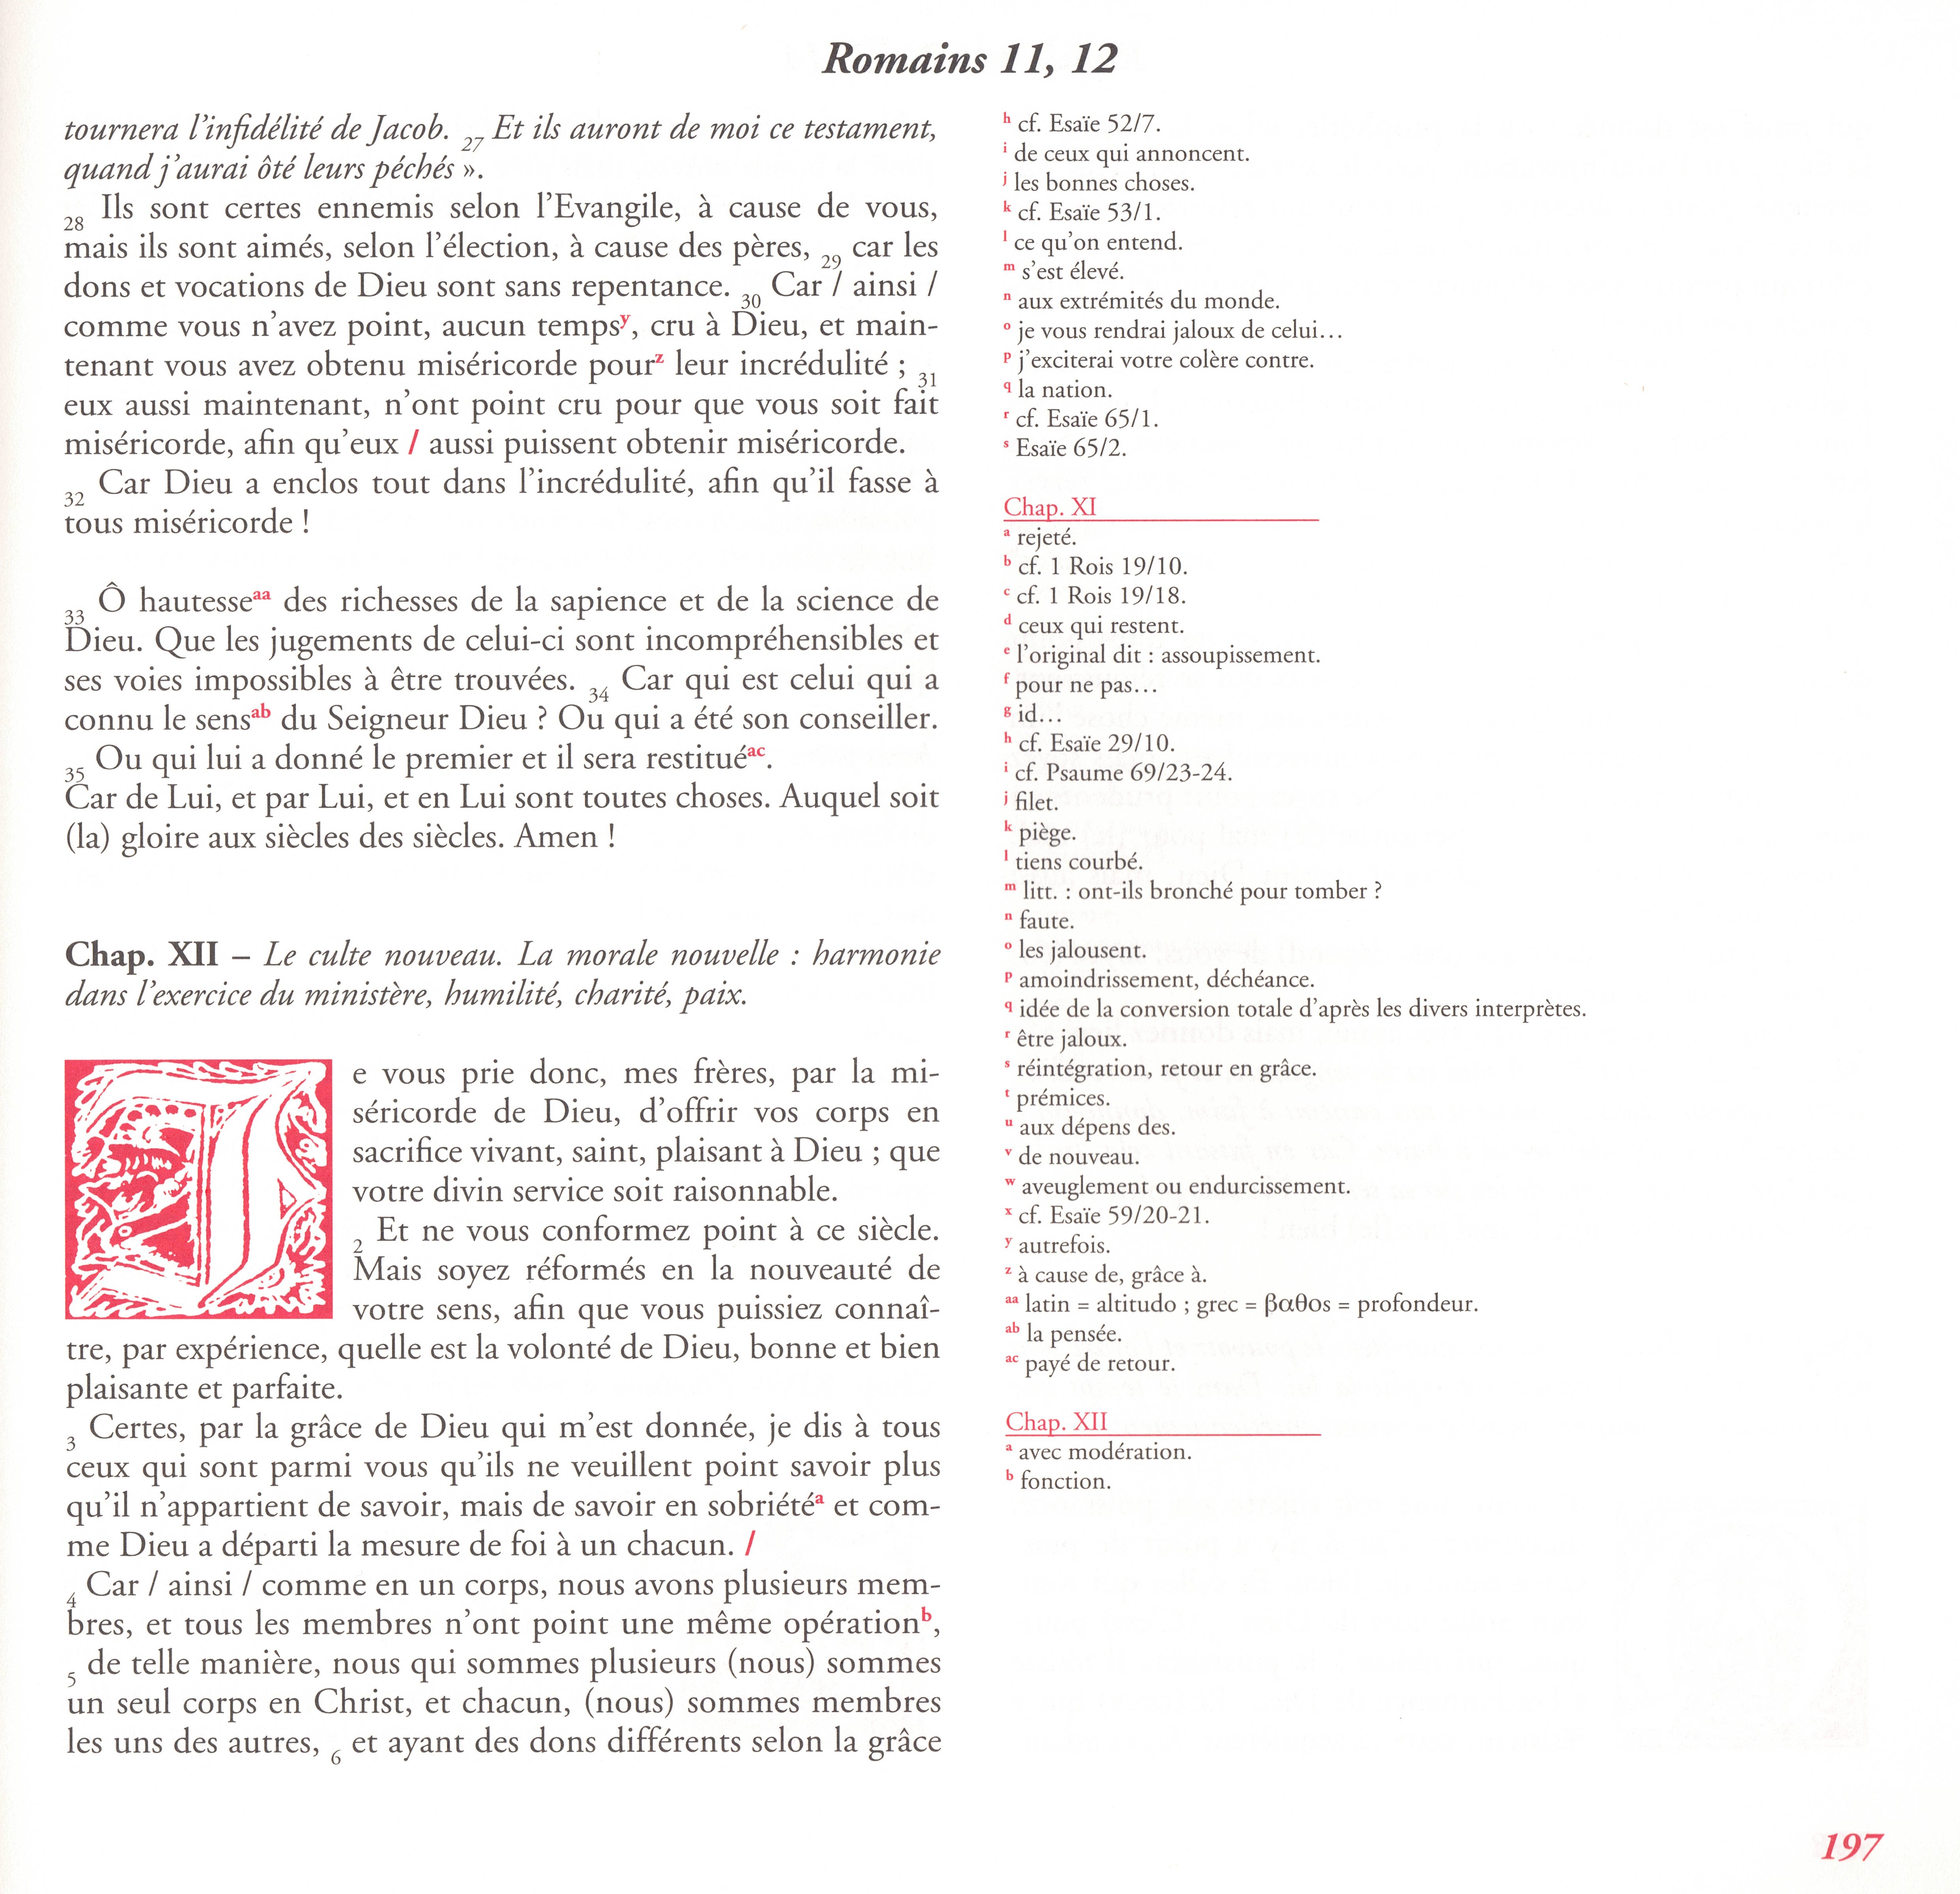 Romains 11, 12
tournera l'infidélité de Jacob. 27 Et ils auront de moi ce testament,
quand j'aurai ôté leurs péchés ».
28 Ils sont certes ennemis selon l'Evangile, à cause de vous,
mais ils sont aimés, selon l'élection, à cause des pères, 29 car les
dons et vocations de Dieu sont sans repentance. 30 Car / ainsi /
comme vous n'avez point, aucun tempsy, cru à Dieu, et main-
tenant vous avez obtenu miséricorde pourz leur incrédulité ; 31
eux aussi maintenant, n'ont point cru pour que vous soit fait
miséricorde, afin qu'eux / aussi puissent obtenir miséricorde.
32 Car Dieu a enclos tout dans l'incrédulité, afin qu'il fasse à
tous miséricorde !
33 Ô hautesseaa des richesses de la sapience et de la science de
Dieu. Que les jugements de celui-ci sont incompréhensibles et
ses voies impossibles à être trouvées. 34 Car qui est celui qui a
connu le sensab du Seigneur Dieu ? Ou qui a été son conseiller.
35 Ou qui lui a donné le premier et il sera restituéac.
Car de Lui, et par Lui, et en Lui sont toutes choses. Auquel soit
(la) gloire aux siècles des siècles. Amen !
Chap. XII – Le culte nouveau. La morale nouvelle : harmonie
dans l'exercice du ministère, humilité, charité, paix.
J
e vous prie donc, mes frères, par la mi-
séricorde de Dieu, d'offrir vos corps en
sacrifice vivant, saint, plaisant à Dieu ; que
votre divin service soit raisonnable.
2 Et ne vous conformez point à ce siècle.
Mais soyez réformés en la nouveauté de
votre sens, afin que vous puissiez connaî-
tre, par expérience, quelle est la volonté de Dieu, bonne et bien
plaisante et parfaite.
3 Certes, par la grâce de Dieu qui m'est donnée, je dis à tous
ceux qui sont parmi vous qu'ils ne veuillent point savoir plus
qu'il n'appartient de savoir, mais de savoir en sobriétéa et com-
me Dieu a départi la mesure de foi à un chacun. /
4 Car / ainsi / comme en un corps, nous avons plusieurs mem-
bres, et tous les membres n'ont point une même opérationb,
5 de telle manière, nous qui sommes plusieurs (nous) sommes
un seul corps en Christ, et chacun, (nous) sommes membres
les uns des autres, 6 et ayant des dons différents selon la grâce
h cf. Esaïe 52/7.
i de ceux qui annoncent.
j les bonnes choses.
k cf. Esaïe 53/1.
l ce qu'on entend.
m s'est élevé.
n aux extrémités du monde.
o je vous rendrai jaloux de celui…
p j'exciterai votre colère contre.
q la nation.
r cf. Esaïe 65/1.
s Esaïe 65/2.
Chap. XI
a rejeté.
b cf. 1 Rois 19/10.
c cf. 1 Rois 19/18.
d ceux qui restent.
e l'original dit : assoupissement.
f pour ne pas…
g id…
h cf. Esaïe 29/10.
i cf. Psaume 69/23-24.
j filet.
k piège.
l tiens courbé.
m litt. : ont-ils bronché pour tomber ?
n faute.
o les jalousent.
p amoindrissement, déchéance.
q idée de la conversion totale d'après les divers interprètes.
r être jaloux.
s réintégration, retour en grâce.
t prémices.
u aux dépens des.
v de nouveau.
w aveuglement ou endurcissement.
x cf. Esaïe 59/20-21.
y autrefois.
z à cause de, grâce à.
aa latin = altitudo ; grec = βαθos = profondeur.
ab la pensée.
ac payé de retour.
Chap. XII
a avec modération.
b fonction.
197